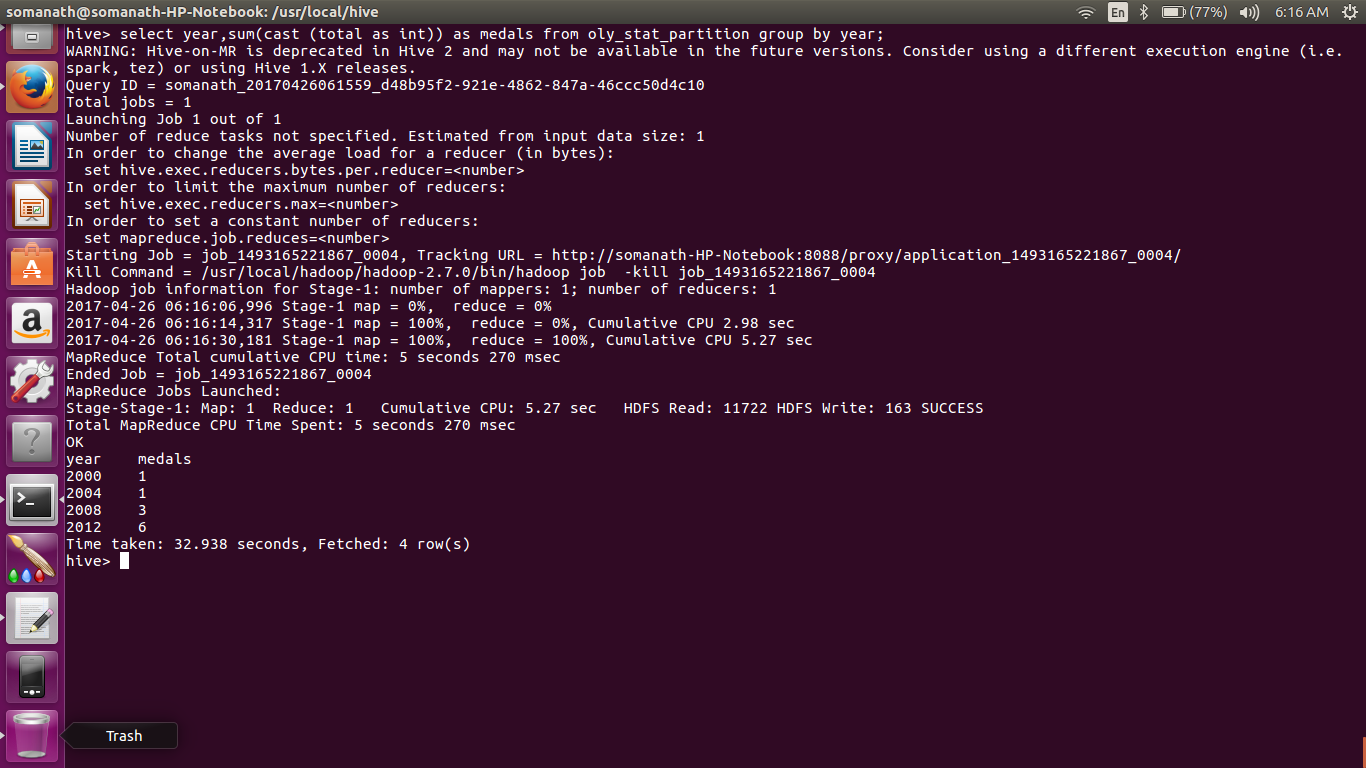 somanath@somanath-HP-Notebook: /usr/local/hive
En
(77%)
6:16 AM
hive> select year,sum(cast (total as int)) as medals from oly_stat_partition group by year;
WARNING: Hive-on-MR is deprecated in Hive 2 and may not be available in the future versions. Consider using a different execution engine (i.e.
spark, tez) or using Hive 1.X releases.
Query ID = somanath_20170426061559_d48b95f2-921e-4862-847a-46ccc50d4c10
Total jobs = 1
Launching Job 1 out of 1
Number of reduce tasks not specified. Estimated from input data size: 1
In order to change the average load for a reducer (in bytes):
  set hive.exec.reducers.bytes.per.reducer=<number>
In order to limit the maximum number of reducers:
  set hive.exec.reducers.max=<number>
In order to set a constant number of reducers:
  set mapreduce.job.reduces=<number>
Starting Job = job_1493165221867_0004, Tracking URL = http://somanath-HP-Notebook:8088/proxy/application_1493165221867_0004/
Kill Command = /usr/local/hadoop/hadoop-2.7.0/bin/hadoop job  -kill job_1493165221867_0004
Hadoop job information for Stage-1: number of mappers: 1; number of reducers: 1
2017-04-26 06:16:06,996 Stage-1 map = 0%,  reduce = 0%
2017-04-26 06:16:14,317 Stage-1 map = 100%,  reduce = 0%, Cumulative CPU 2.98 sec
2017-04-26 06:16:30,181 Stage-1 map = 100%,  reduce = 100%, Cumulative CPU 5.27 sec
MapReduce Total cumulative CPU time: 5 seconds 270 msec
Ended Job = job_1493165221867_0004
MapReduce Jobs Launched:
Stage-Stage-1: Map: 1  Reduce: 1   Cumulative CPU: 5.27 sec   HDFS Read: 11722 HDFS Write: 163 SUCCESS
Total MapReduce CPU Time Spent: 5 seconds 270 msec
OK
year    medals
2000    1
2004    1
2008    3
2012    6
Time taken: 32.938 seconds, Fetched: 4 row(s)
hive>
Trash